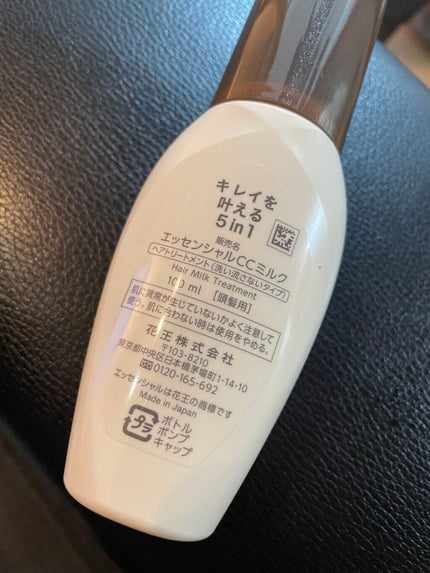 キレイを
叶える
5in1
販売名
エッセンシャルCCミルク
ヘアトリートメント(洗い流さないタイプ)
Hair Milk Treatment
100ml [頭髪用]
肌に異常が生じていないかよく注意して
使う。肌に合わない時は使用をやめる。
花王株式会社
〒103-8210
東京都中央区日本橋茅場町1-14-10
0120-165-692
エッセンシャルは花王の商標です
Made in Japan
プラ
ボトル
ポンプ
キャップ